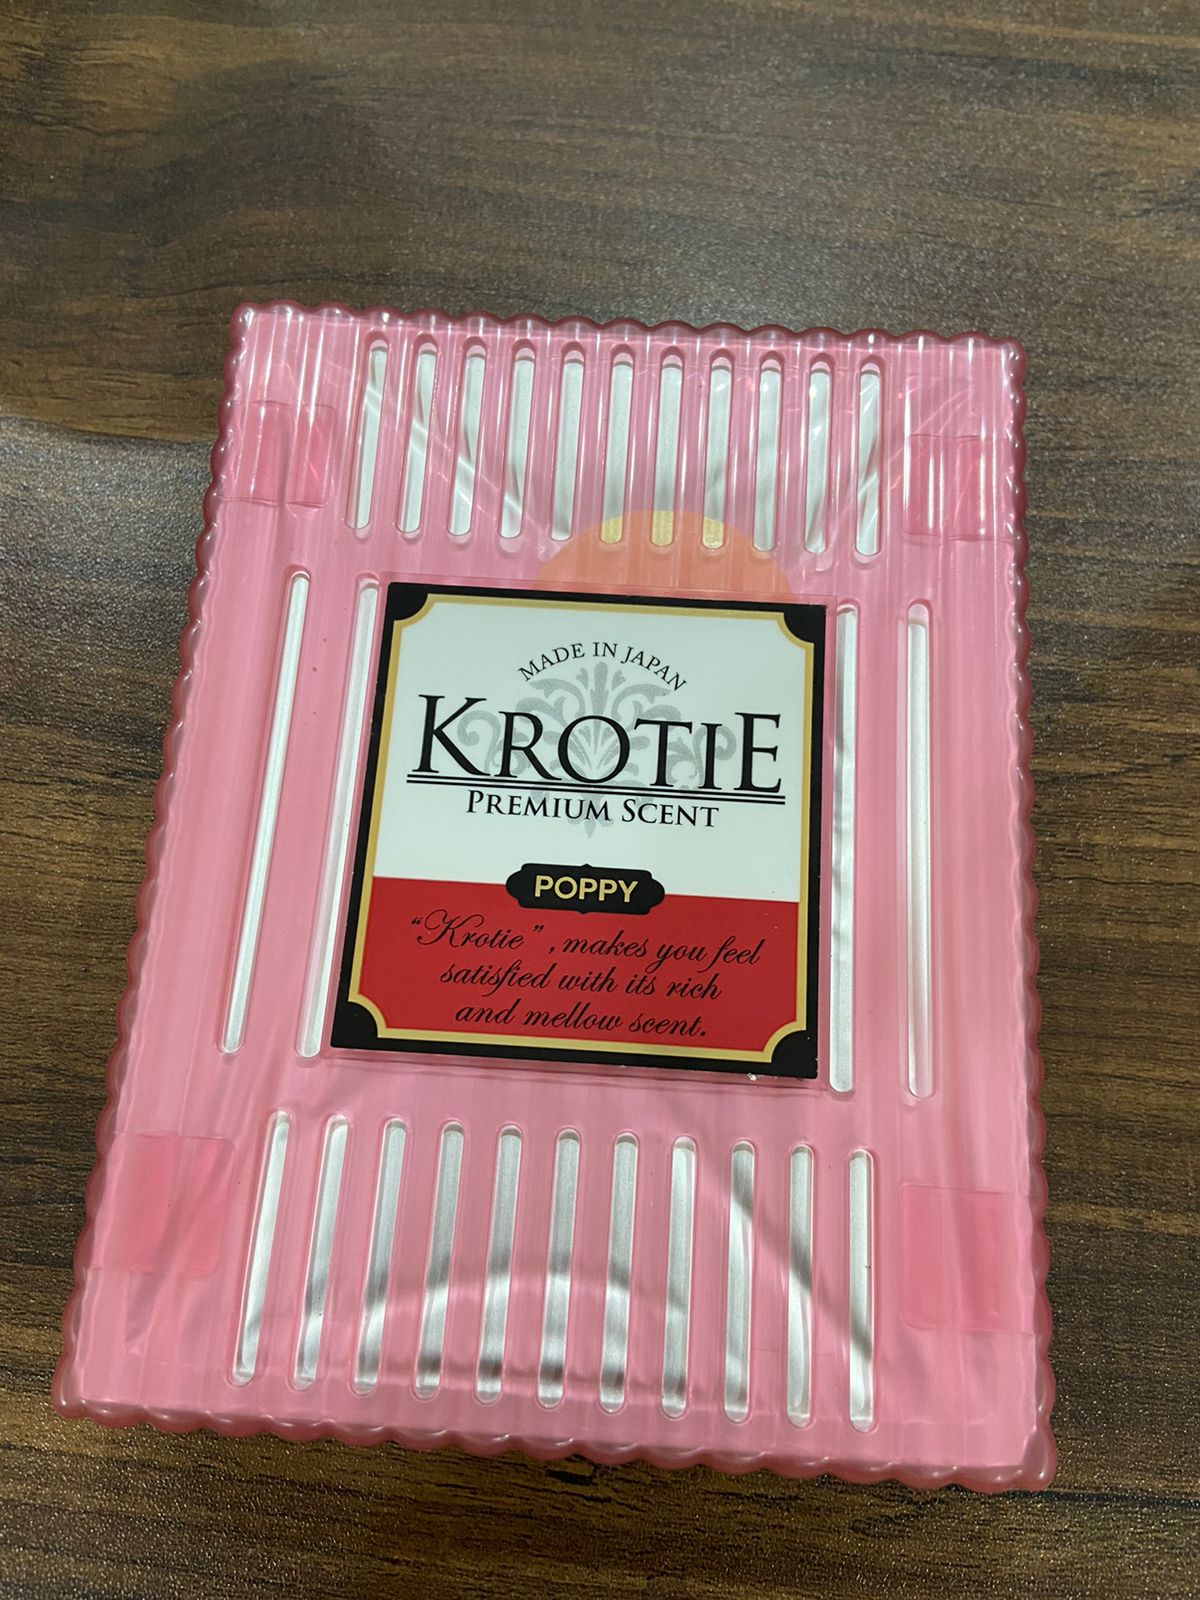 MADE IN JAPAN
KROTIE
PREMIUM SCENT
POPPY
“Krotie”, makes you feel
satisfied with its rich
and mellow scent.